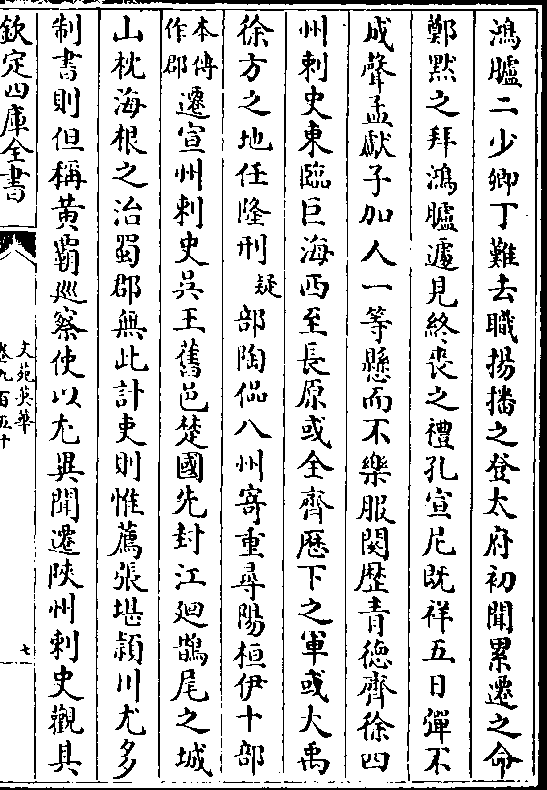 鴻臚二少卿丁難去職揚播之登太府初聞累遷之命
鄭黙之拜鴻臚遽見終喪之禮孔宣尼既祥五日彈不
成聲孟獻子加人一等懸而不樂服闋歴青德齊徐四
州刺史東臨巨海西至長原或全齊厯下之軍或大禹
徐方之地任隆刑疑部陶侃八州寄重尋陽桓伊十部
本傳作郡遷宣州刺史吳王舊邑楚國先封江廻鵲尾之城
山枕海根之治蜀郡無此計吏則惟薦張堪潁川尤多
制書則但稱黄霸廵察使以尤異聞遷陜州刺史觀具
欽定四庫全書
文苑英華
卷九百五十
七